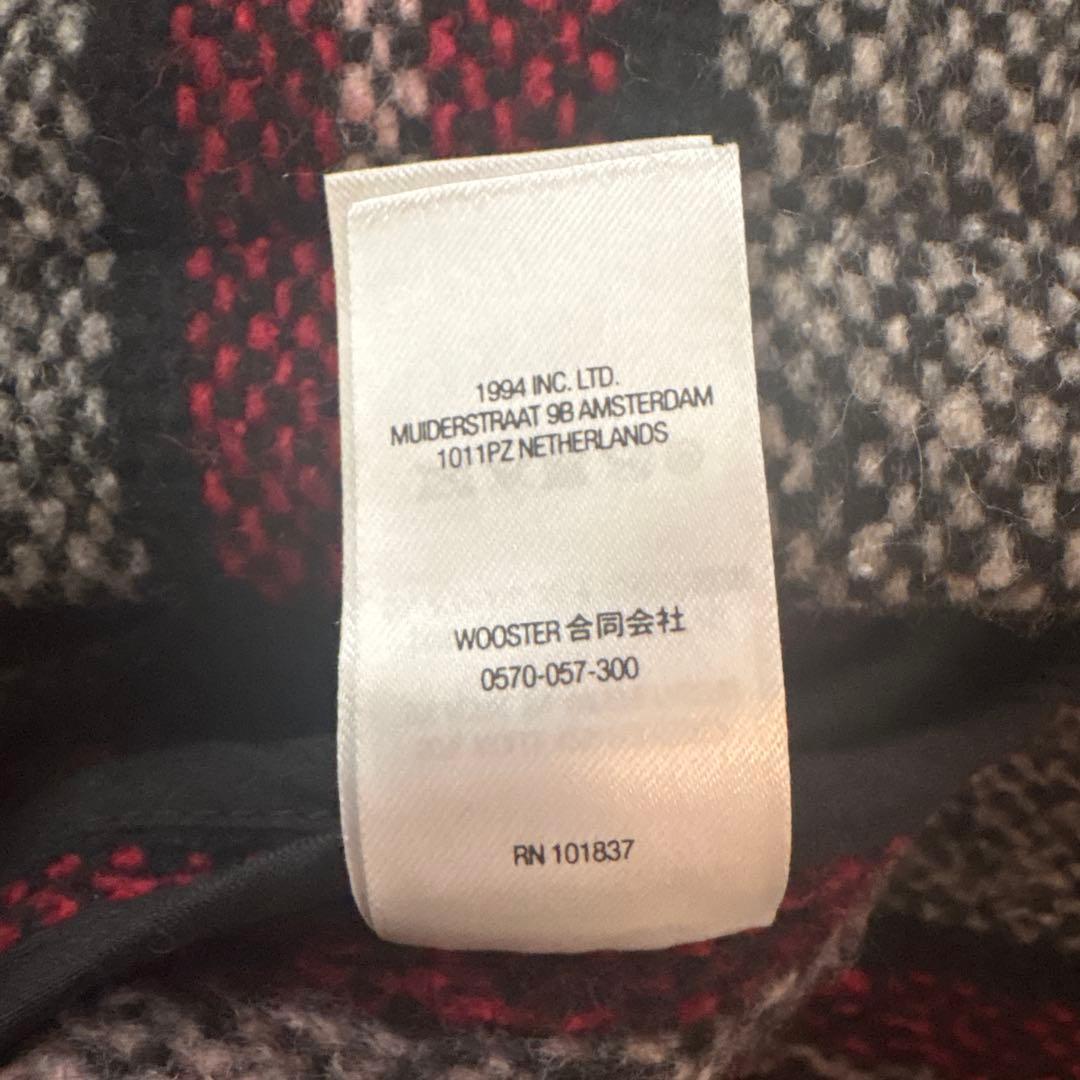 1994 INC. LTD.
MUIDERSTRAAT 9B AMSTERDAM
1011PZ NETHERLANDS
WOOSTER 合同会社
0570-057-300
RN 101837